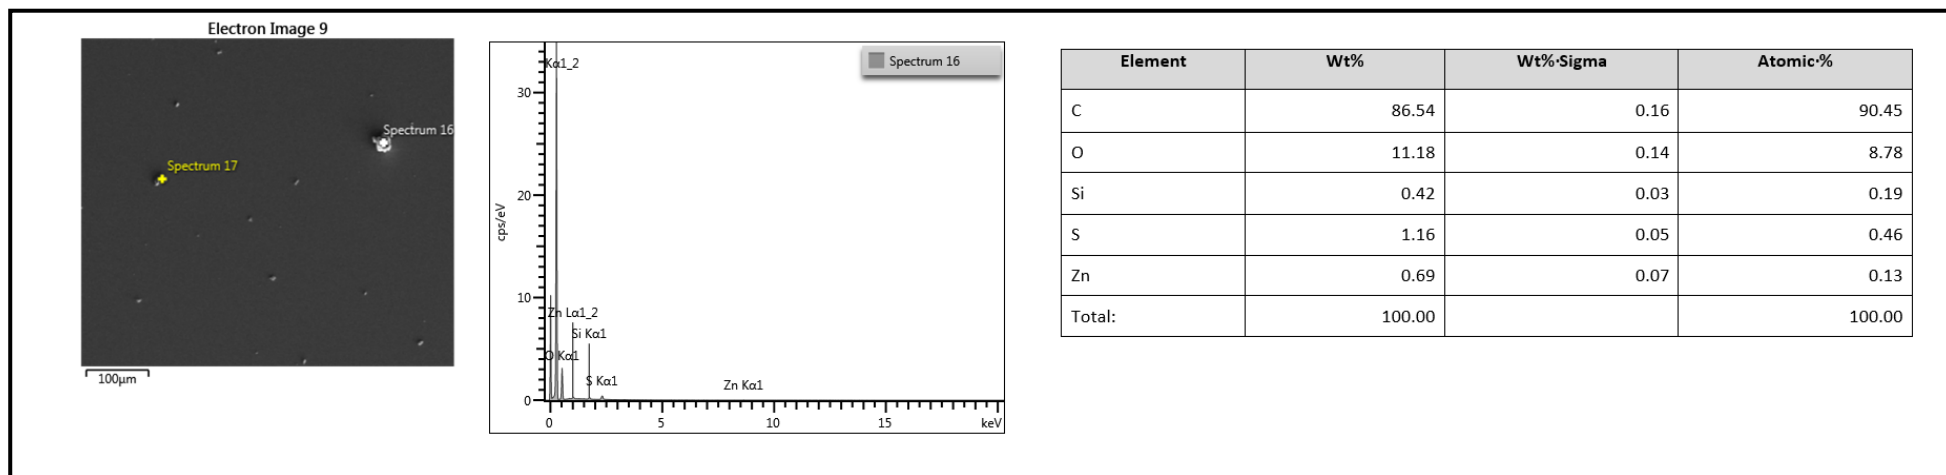 Electron Image 9
Spectrum 16
Spectrum 17
100µm
Kα1_2
Spectrum 16
30
20
cps/eV
10
Zn Lα1_2
Si Kα1
O Kα1
S Kα1
Zn Kα1
0
0 5 10 15 keV
Element Wt% Wt%·Sigma Atomic·%
C 86.54 0.16 90.45
O 11.18 0.14 8.78
Si 0.42 0.03 0.19
S 1.16 0.05 0.46
Zn 0.69 0.07 0.13
Total: 100.00 100.00